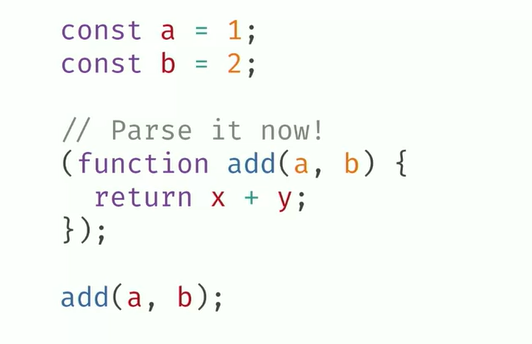 const a = 1;
const b = 2;
// Parse it now!
(function add(a, b) {
  return x + y;
});
add(a, b);